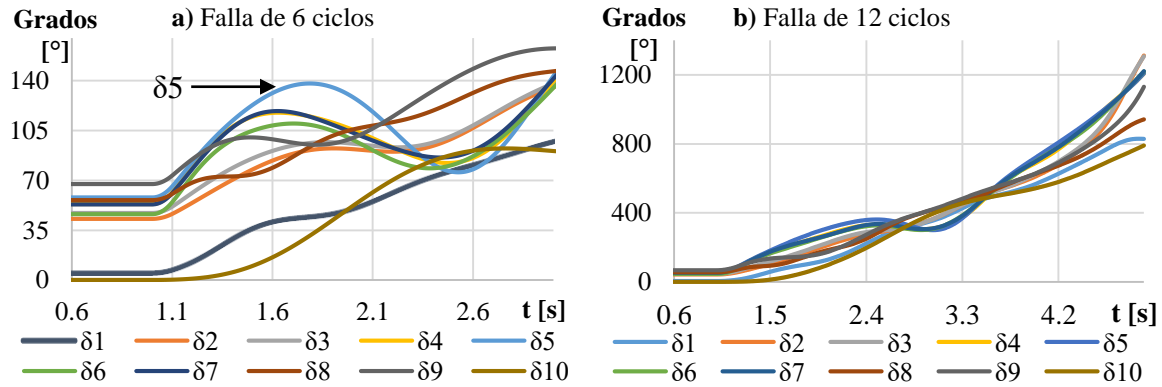 Grados
[°]
a) Falla de 6 ciclos
140
105
70
35
0
δ5
0.6 1.1 1.6 2.1 2.6 t [s]
δ1 δ2 δ3 δ4 δ5
δ6 δ7 δ8 δ9 δ10
Grados
[°]
b) Falla de 12 ciclos
1200
800
400
0
0.6 1.5 2.4 3.3 4.2 t [s]
δ1 δ2 δ3 δ4 δ5
δ6 δ7 δ8 δ9 δ10